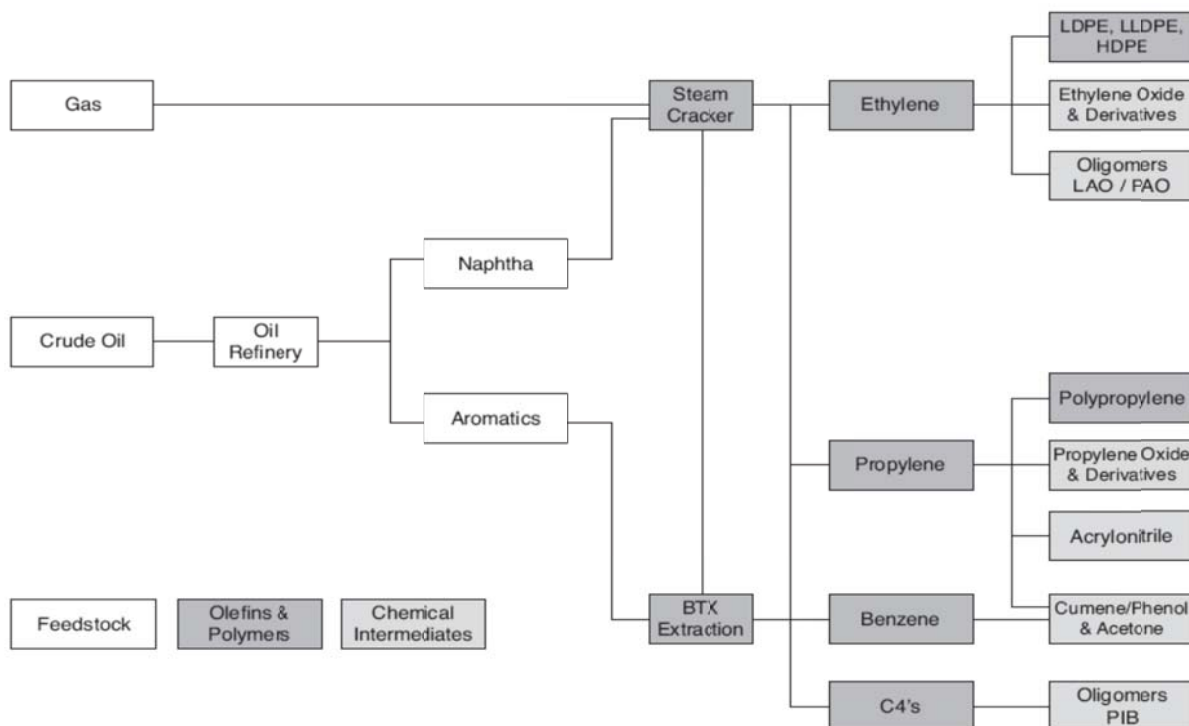 LDPE, LLDPE,
HDPE
Gas
Steam
Cracker
Ethylene
Ethylene Oxide
& Derivatives
Oligomers
LAO / PAO
Naphtha
Crude Oil
Oil
Refinery
Aromatics
Polypropylene
Propylene
Propylene Oxide
& Derivatives
Acrylonitrile
Feedstock
Olefins &
Polymers
Chemical
Intermediates
BTX
Extraction
Benzene
Cumene/Phenol
& Acetone
C4's
Oligomers
PIB